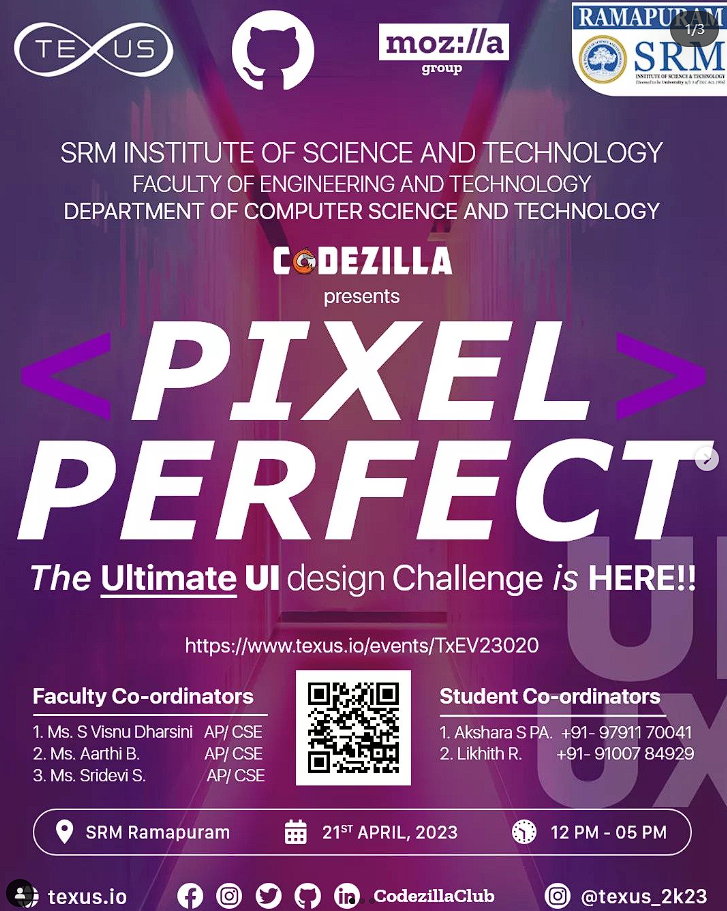 TEXUS
moz://a
group
RAMAPURAM
1/3
SRM
INSTITUTE OF SCIENCE & TECHNOLOGY
SRM INSTITUTE OF SCIENCE AND TECHNOLOGY
FACULTY OF ENGINEERING AND TECHNOLOGY
DEPARTMENT OF COMPUTER SCIENCE AND TECHNOLOGY
CODEZILLA
presents
<PIXEL>
PERFECT
The Ultimate UI design Challenge is HERE!!
UI
UX
https://www.texus.io/events/TxEV23020
Faculty Co-ordinators
1. Ms. S Visnu Dharsini AP/ CSE
2. Ms. Aarthi B. AP/ CSE
3. Ms. Sridevi S. AP/ CSE
Student Co-ordinators
1. Akshara S PA. +91- 97911 70041
2. Likhith R. +91- 91007 84929
SRM Ramapuram
21ST APRIL, 2023
12 PM - 05 PM
texus.io
CodezillaClub
@texus_2k23